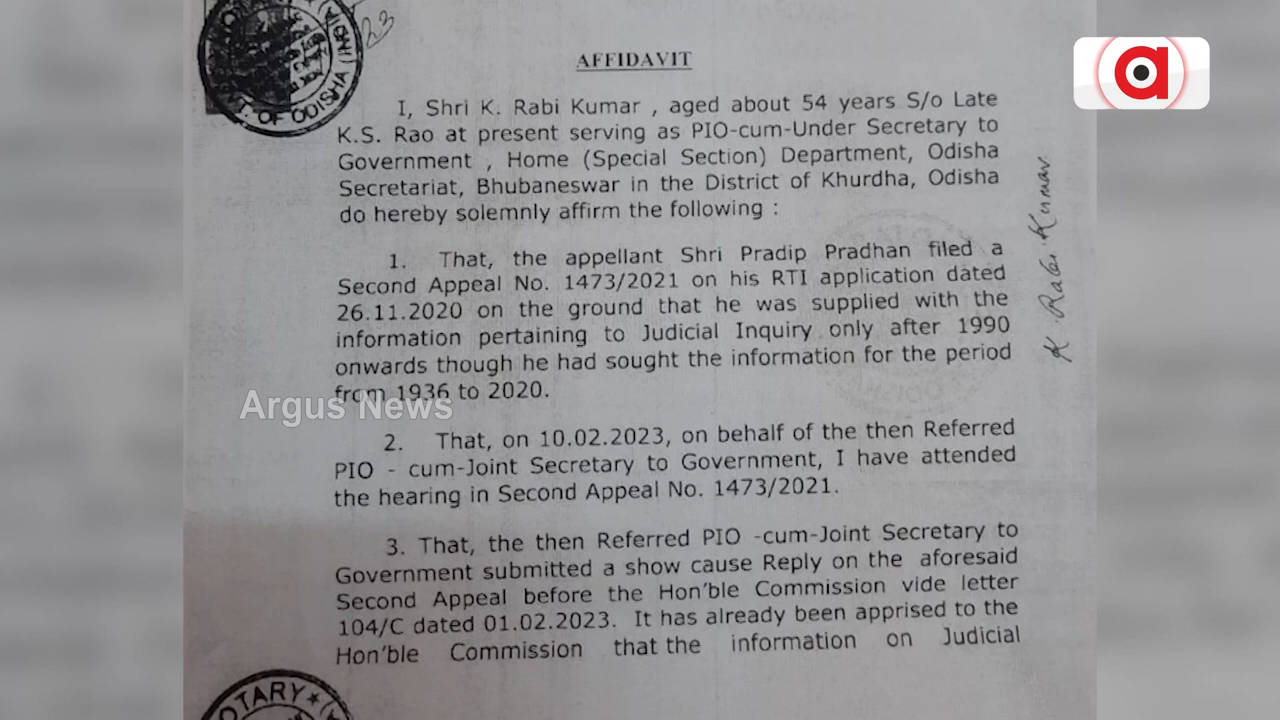 GOVT. OF ODISHA (INDIA)
23
AFFIDAVIT
I, Shri K. Rabi Kumar , aged about 54 years S/o Late
K.S. Rao at present serving as PIO-cum-Under Secretary to
Government , Home (Special Section) Department, Odisha
Secretariat, Bhubaneswar in the District of Khurdha, Odisha
do hereby solemnly affirm the following :
1. That, the appellant Shri Pradip Pradhan filed a
Second Appeal No. 1473/2021 on his RTI application dated
26.11.2020 on the ground that he was supplied with the
information pertaining to Judicial Inquiry only after 1990
onwards though he had sought the information for the period
from 1936 to 2020.
2. That, on 10.02.2023, on behalf of the then Referred
PIO - cum-Joint Secretary to Government, I have attended
the hearing in Second Appeal No. 1473/2021.
3. That, the then Referred PIO -cum-Joint Secretary to
Government submitted a show cause Reply on the aforesaid
Second Appeal before the Hon'ble Commission vide letter
104/C dated 01.02.2023. It has already been apprised to the
Hon'ble Commission that the information on Judicial
K. Rabi Kumar
Argus News
a
NOTARY